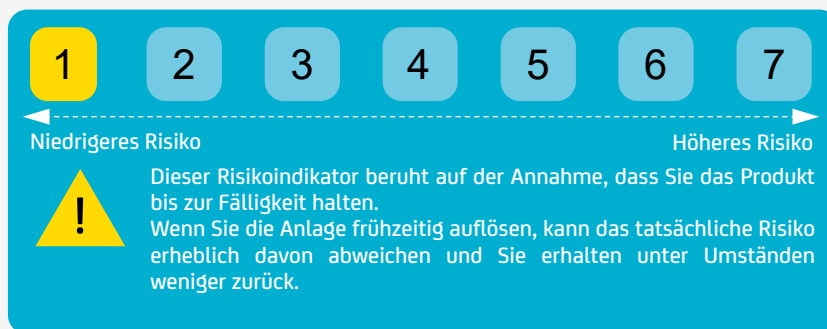 1 2 3 4 5 6 7
Niedrigeres Risiko Höheres Risiko
Dieser Risikoindikator beruht auf der Annahme, dass Sie das Produkt
bis zur Fälligkeit halten.
Wenn Sie die Anlage frühzeitig auflösen, kann das tatsächliche Risiko
erheblich davon abweichen und Sie erhalten unter Umständen
weniger zurück.
!